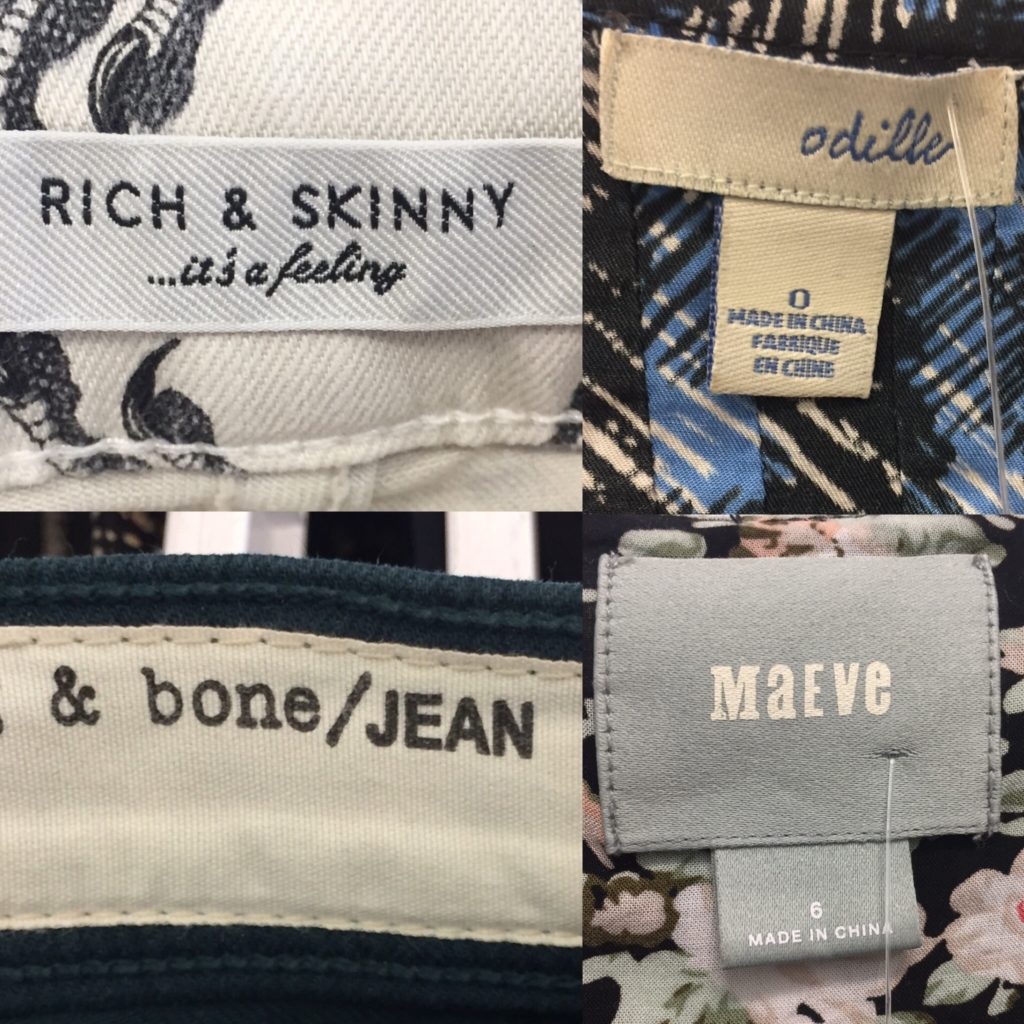 RICH & SKINNY
...it's a feeling
odille
0
MADE IN CHINA
FABRIQUE
EN CHINE
& bone/JEAN
MAEVe
6
MADE IN CHINA